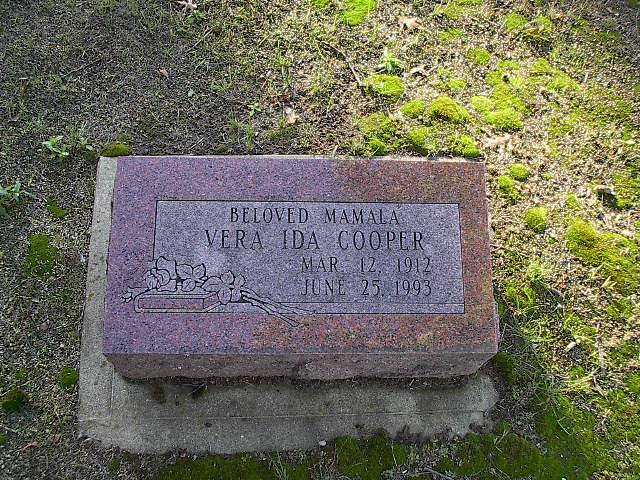 BELOVED MAMALA
VERA IDA COOPER
MAR. 12, 1912
JUNE 25, 1993